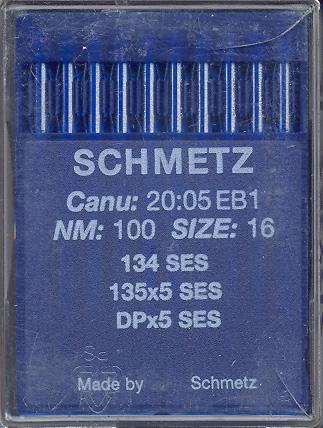 SCHMETZ
Canu: 20:05 EB1
NM: 100 SIZE: 16
134 SES
135x5 SES
DPx5 SES
Made by Schmetz